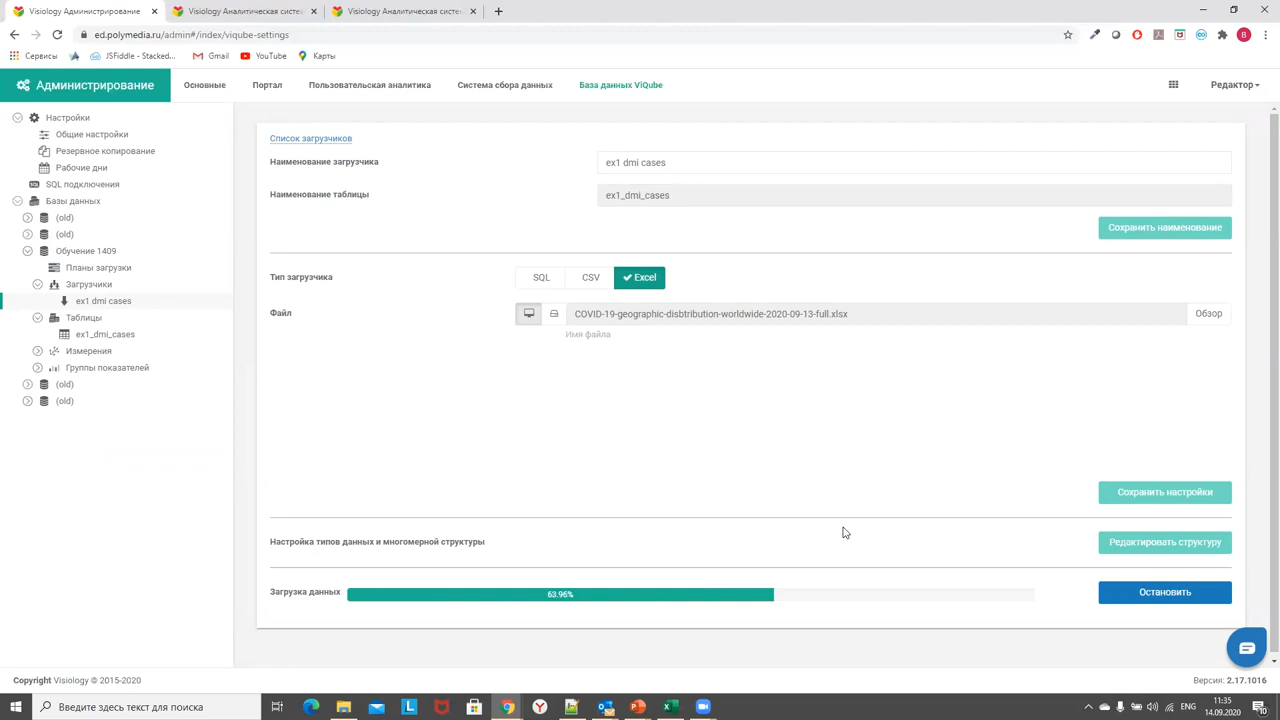 Visiology Администрирование
Visiology Аналитическая система
Visiology Аналитическая система
ed.polymedia.ru/admin#/index/viqube-settings
B
Сервисы
JSFiddle - Stacked...
Gmail
YouTube
Карты
Администрирование
Основные
Портал
Пользовательская аналитика
Система сбора данных
База данных ViQube
Редактор
Настройки
Общие настройки
Резервное копирование
Рабочие дни
SQL подключения
Базы данных
(old)
(old)
Обучение 1409
Планы загрузки
Загрузчики
ex1 dmi cases
Таблицы
ex1_dmi_cases
Измерения
Группы показателей
(old)
(old)
Список загрузчиков
Наименование загрузчика
ex1 dmi cases
Наименование таблицы
ex1_dmi_cases
Сохранить наименование
Тип загрузчика
SQL
CSV
Excel
Файл
COVID-19-geographic-disbtribution-worldwide-2020-09-13-full.xlsx
Обзор
Имя файла
Сохранить настройки
Настройка типов данных и многомерной структуры
Редактировать структуру
Загрузка данных
63.96%
Остановить
Copyright Visiology © 2015-2020
Версия: 2.17.1016
Введите здесь текст для поиска
ENG
11:35
14.09.2020